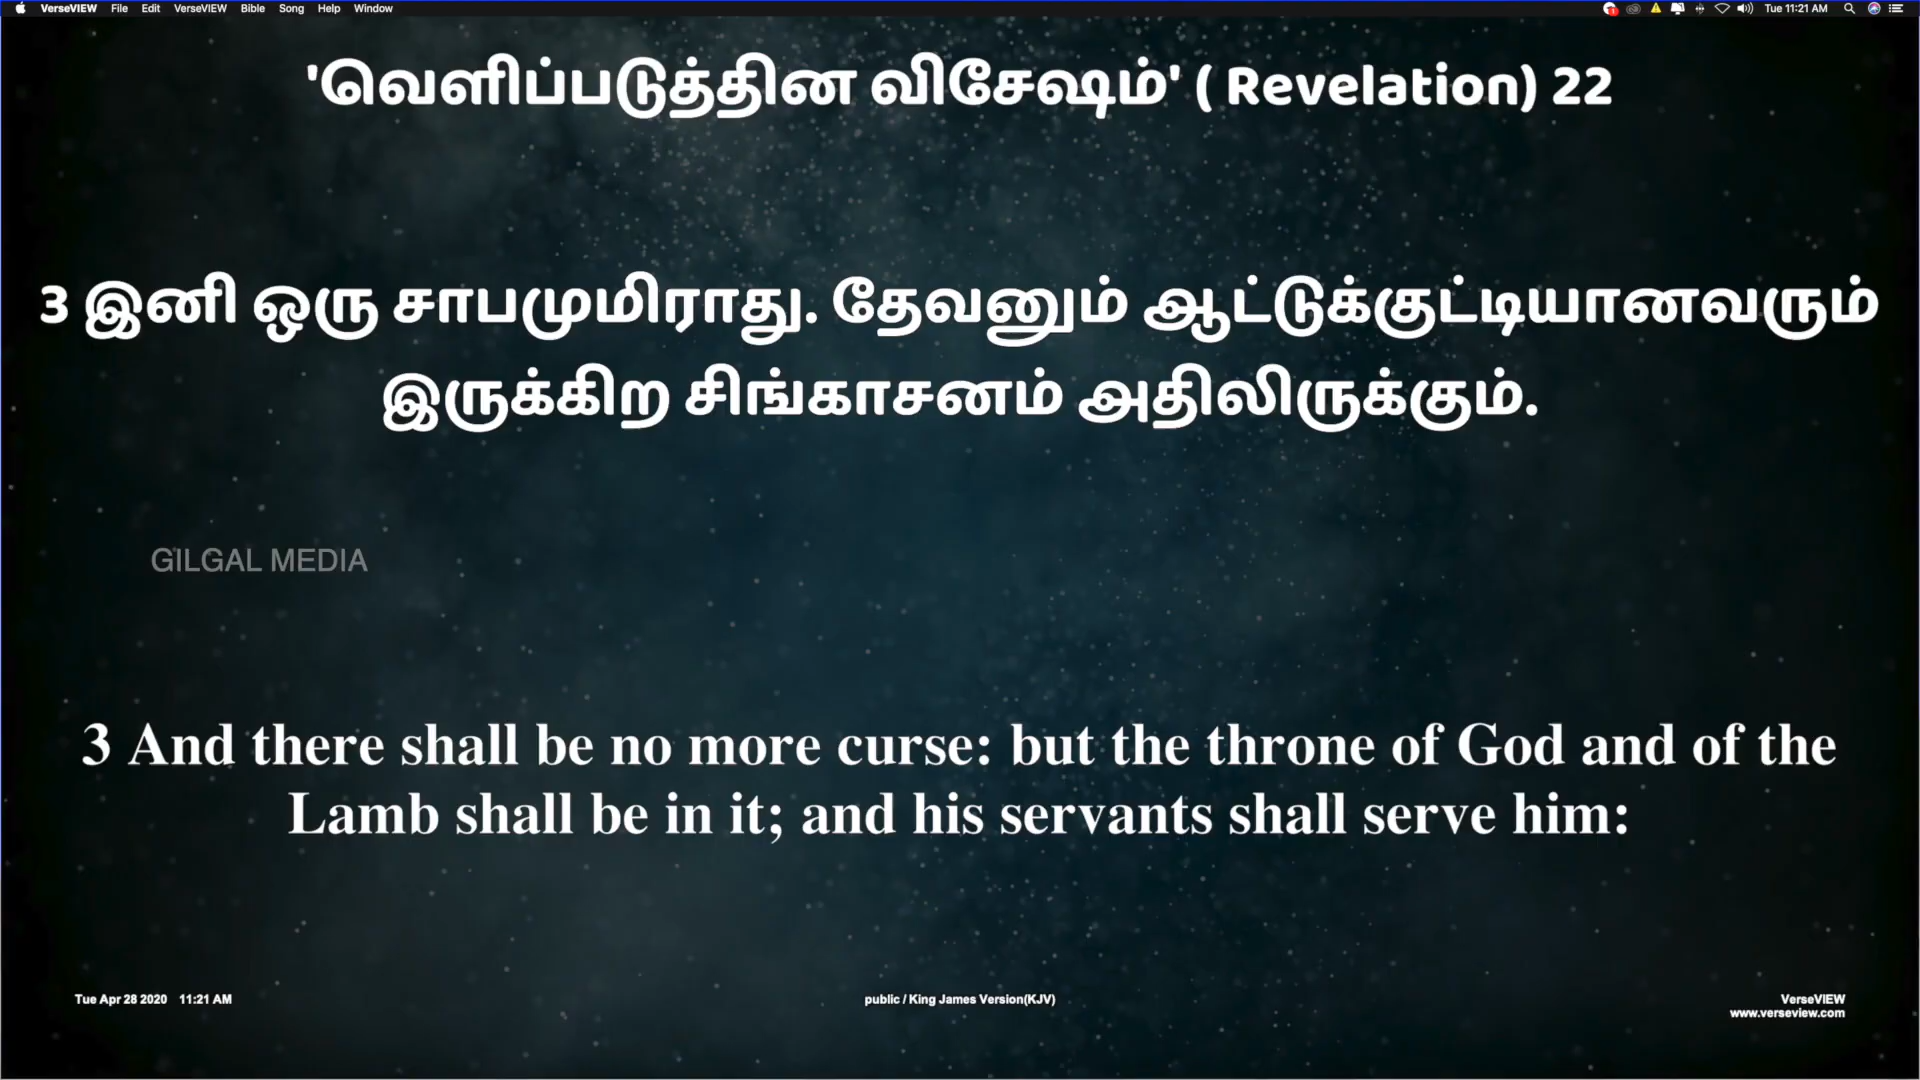 VerseVIEW File Edit VerseVIEW Bible Song Help Window Tue 11:21 AM
'வெளிப்படுத்தின விசேஷம்' ( Revelation) 22
3 இனி ஒரு சாபமுமிராது. தேவனும் ஆட்டுக்குட்டியானவரும்
இருக்கிற சிங்காசனம் அதிலிருக்கும்.
GILGAL MEDIA
3 And there shall be no more curse: but the throne of God and of the
Lamb shall be in it; and his servants shall serve him:
Tue Apr 28 2020 11:21 AM public / King James Version(KJV) VerseVIEW
www.verseview.com